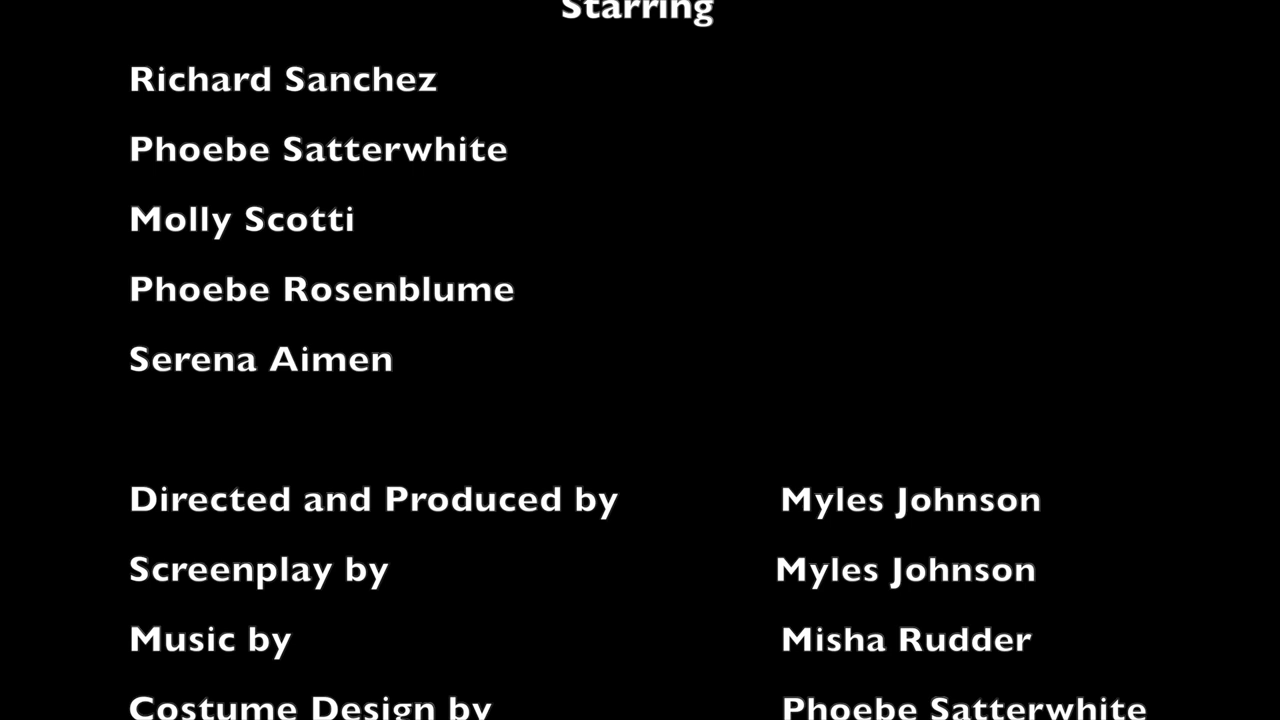 Starring
Richard Sanchez
Phoebe Satterwhite
Molly Scotti
Phoebe Rosenblume
Serena Aimen
Directed and Produced by Myles Johnson
Screenplay by Myles Johnson
Music by Misha Rudder
Costume Design by Phoebe Satterwhite